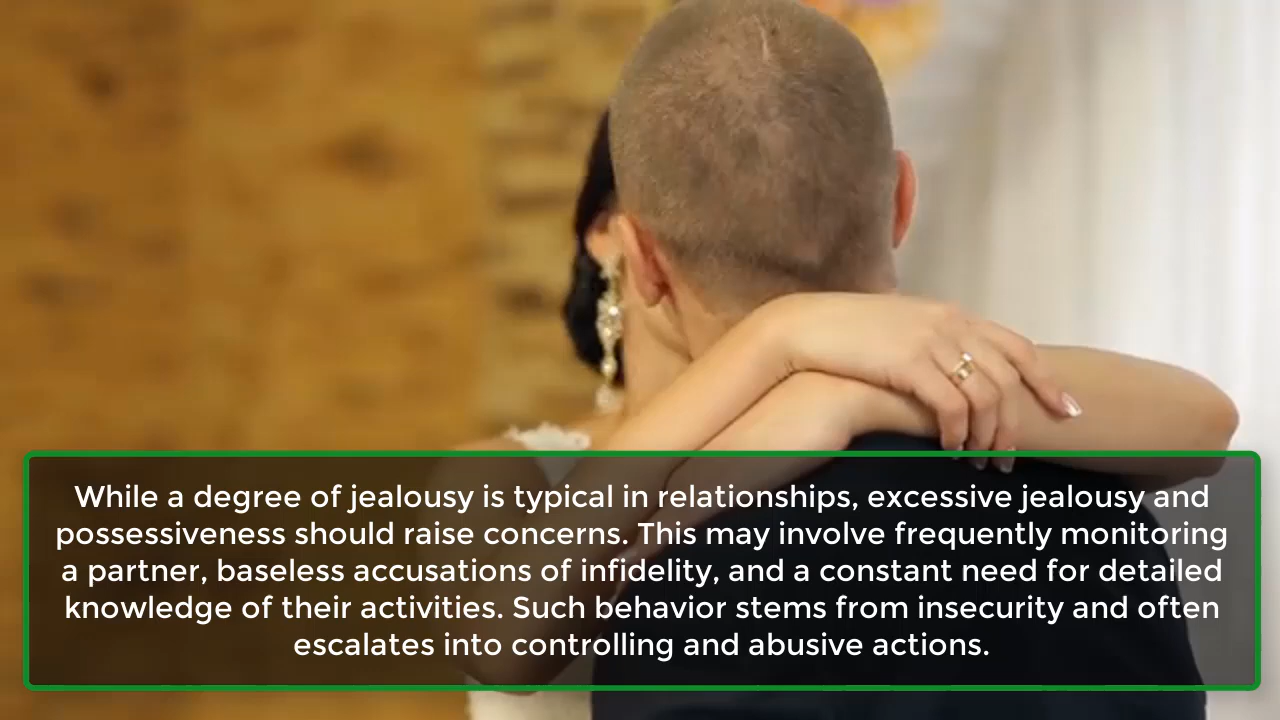 While a degree of jealousy is typical in relationships, excessive jealousy and
possessiveness should raise concerns. This may involve frequently monitoring
a partner, baseless accusations of infidelity, and a constant need for detailed
knowledge of their activities. Such behavior stems from insecurity and often
escalates into controlling and abusive actions.